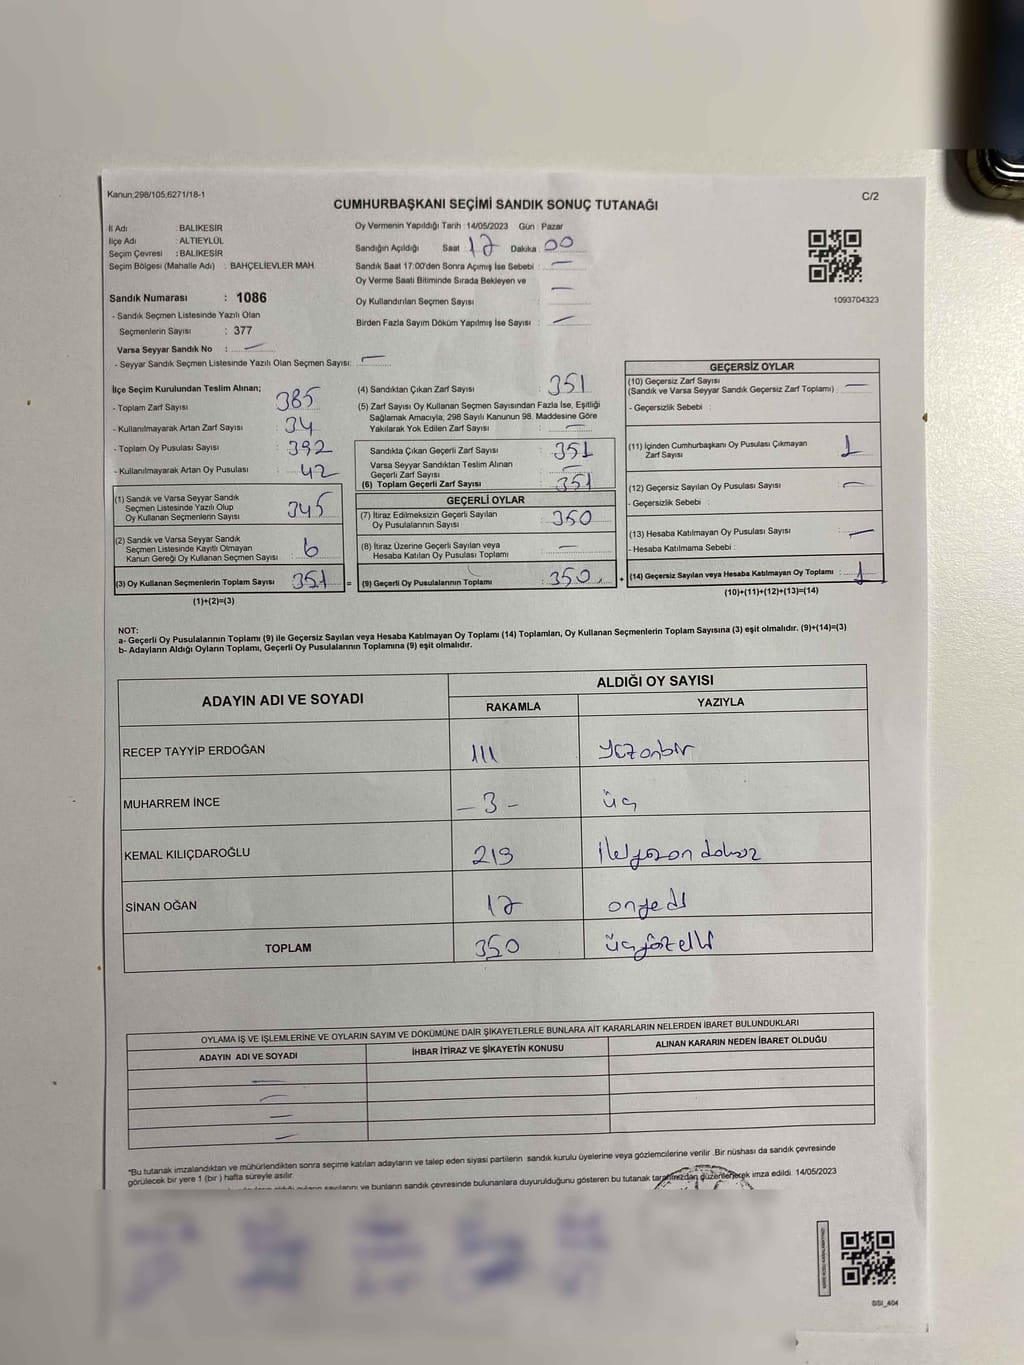 Kanun;298/105,6271/18-1
C/2
CUMHURBAŞKANI SEÇİMİ SANDIK SONUÇ TUTANAĞI
İl Adı : BALIKESİR
İlçe Adı : ALTIEYLÜL
Seçim Çevresi : BALIKESİR
Seçim Bölgesi (Mahalle Adı) : BAHÇELİEVLER MAH.
Sandık Numarası : 1086
- Sandık Seçmen Listesinde Yazılı Olan
Seçmenlerin Sayısı : 377
Varsa Seyyar Sandık No : —
- Seyyar Sandık Seçmen Listesinde Yazılı Olan Seçmen Sayısı: —
Oy Vermenin Yapıldığı Tarih : 14/05/2023 Gün : Pazar
Sandığın Açıldığı Saat : 17 Dakika : 00
Sandık Saat 17:00'den Sonra Açmış İse Sebebi : —
Oy Verme Saati Bitiminde Sırada Bekleyen ve
Oy Kullandırılan Seçmen Sayısı : —
Birden Fazla Sayım Döküm Yapılmış İse Sayısı : —
1093704323
İlçe Seçim Kurulundan Teslim Alınan;
- Toplam Zarf Sayısı : 385
- Kullanılmayarak Artan Zarf Sayısı : 34
- Toplam Oy Pusulası Sayısı : 392
- Kullanılmayarak Artan Oy Pusulası : 42
(1) Sandık ve Varsa Seyyar Sandık
Seçmen Listesinde Yazılı Olup
Oy Kullanan Seçmenlerin Sayısı : 345
(2) Sandık ve Varsa Seyyar Sandık
Seçmen Listesinde Kayıtlı Olmayan
Kanun Gereği Oy Kullanan Seçmen Sayısı : 6
(3) Oy Kullanan Seçmenlerin Toplam Sayısı : 351 =
(1)+(2)=(3)
(4) Sandıktan Çıkan Zarf Sayısı : 351
(5) Zarf Sayısı Oy Kullanan Seçmen Sayısından Fazla İse, Eşitliği
Sağlamak Amacıyla, 298 Sayılı Kanunun 98. Maddesine Göre
Yakılarak Yok Edilen Zarf Sayısı : —
Sandıkta Çıkan Geçerli Zarf Sayısı : 351
Varsa Seyyar Sandıktan Teslim Alınan
Geçerli Zarf Sayısı : —
(6) Toplam Geçerli Zarf Sayısı : 351
GEÇERLİ OYLAR
(7) İtiraz Edilmeksizin Geçerli Sayılan
Oy Pusulalarının Sayısı : 350
(8) İtiraz Üzerine Geçerli Sayılan veya
Hesaba Katılan Oy Pusulası Toplamı : —
(9) Geçerli Oy Pusulalarının Toplamı : 350 +
GEÇERSİZ OYLAR
(10) Geçersiz Zarf Sayısı
(Sandık ve Varsa Seyyar Sandık Geçersiz Zarf Toplamı) : —
- Geçersizlik Sebebi :
(11) İçinden Cumhurbaşkanı Oy Pusulası Çıkmayan
Zarf Sayısı : 1
(12) Geçersiz Sayılan Oy Pusulası Sayısı : —
- Geçersizlik Sebebi :
(13) Hesaba Katılmayan Oy Pusulası Sayısı : —
- Hesaba Katılmama Sebebi :
(14) Geçersiz Sayılan veya Hesaba Katılmayan Oy Toplamı : 1
(10)+(11)+(12)+(13)=(14)
NOT:
a- Geçerli Oy Pusulalarının Toplamı (9) ile Geçersiz Sayılan veya Hesaba Katılmayan Oy Toplamı (14) Toplamları, Oy Kullanan Seçmenlerin Toplam Sayısına (3) eşit olmalıdır. (9)+(14)=(3)
b- Adayların Aldığı Oyların Toplamı, Geçerli Oy Pusulalarının Toplamına (9) eşit olmalıdır.
ADAYIN ADI VE SOYADI ALDIĞI OY SAYISI
RAKAMLA YAZIYLA
RECEP TAYYİP ERDOĞAN 111 yüzonbir
MUHARREM İNCE – 3 – üç
KEMAL KILIÇDAROĞLU 219 ikiyüzondokuz
SİNAN OĞAN 17 onyedi
TOPLAM 350 üçyüzelli
OYLAMA İŞ VE İŞLEMLERİNE VE OYLARIN SAYIM VE DÖKÜMÜNE DAİR ŞİKAYETLERLE BUNLARA AİT KARARLARIN NELERDEN İBARET BULUNDUKLARI
ADAYIN ADI VE SOYADI İHBAR İTİRAZ VE ŞİKAYETİN KONUSU ALINAN KARARIN NEDEN İBARET OLDUĞU
—
—
—
—
*Bu tutanak imzalandıktan ve mühürlendikten sonra seçime katılan adayların ve talep eden siyasi partilerin sandık kurulu üyelerine veya gözlemcilerine verilir .Bir nüshası da sandık çevresinde
görülecek bir yere 1 (bir ) hafta süreyle asılır.
sayılarını ve bunların sandık çevresinde bulunanlara duyurulduğunu gösteren bu tutanak tarafımızdan düzenlenerek imza edildi. 14/05/2023
SSI_404